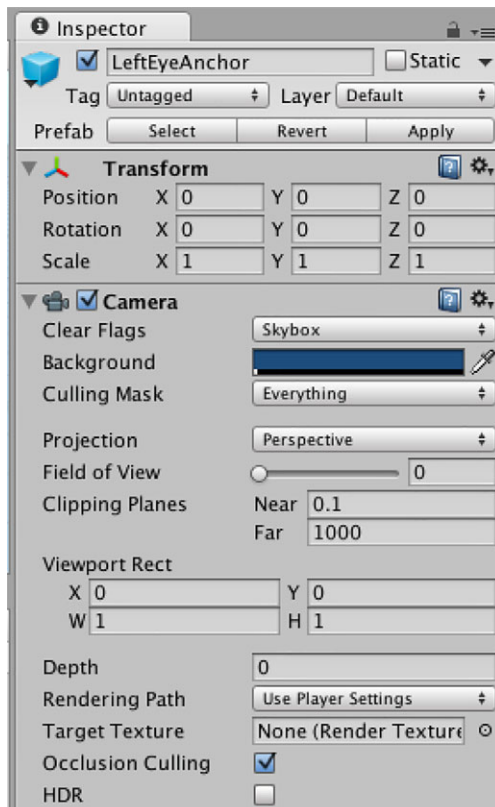 Inspector
LeftEyeAnchor Static
Tag Untagged Layer Default
Prefab Select Revert Apply
Transform
Position X 0 Y 0 Z 0
Rotation X 0 Y 0 Z 0
Scale X 1 Y 1 Z 1
Camera
Clear Flags Skybox
Background
Culling Mask Everything
Projection Perspective
Field of View 0
Clipping Planes Near 0.1
Far 1000
Viewport Rect
X 0 Y 0
W 1 H 1
Depth 0
Rendering Path Use Player Settings
Target Texture None (Render Texture
Occlusion Culling
HDR